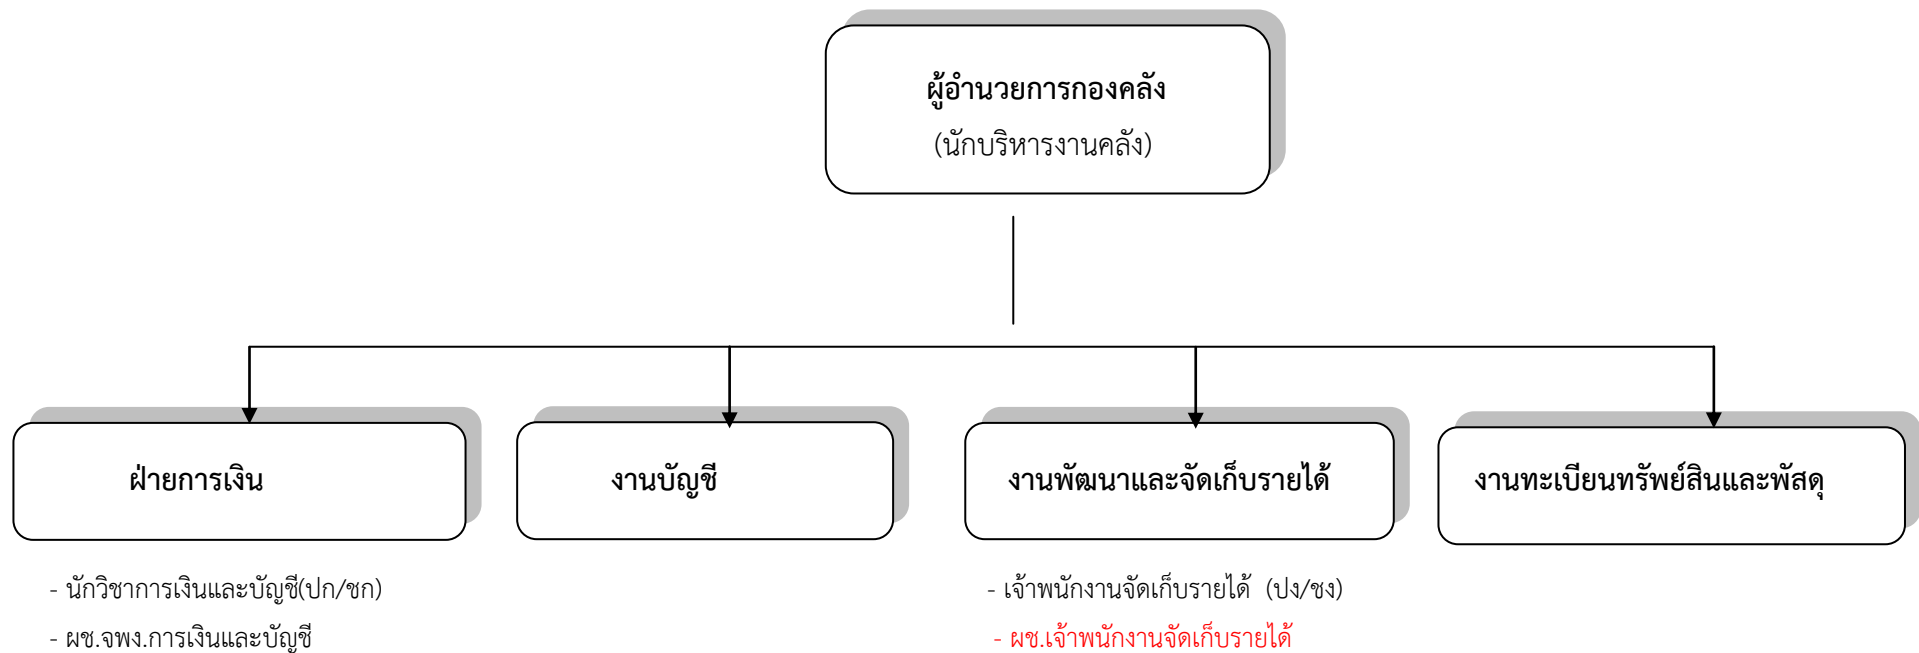 ผู้อำนวยการกองคลัง
(นักบริหารงานคลัง)
ฝ่ายการเงิน
งานบัญชี
งานพัฒนาและจัดเก็บรายได้
งานทะเบียนทรัพย์สินและพัสดุ
- นักวิชาการเงินและบัญชี(ปก/ชก)
- ผช.จพง.การเงินและบัญชี
- เจ้าพนักงานจัดเก็บรายได้ (ปง/ชง)
- ผช.เจ้าพนักงานจัดเก็บรายได้